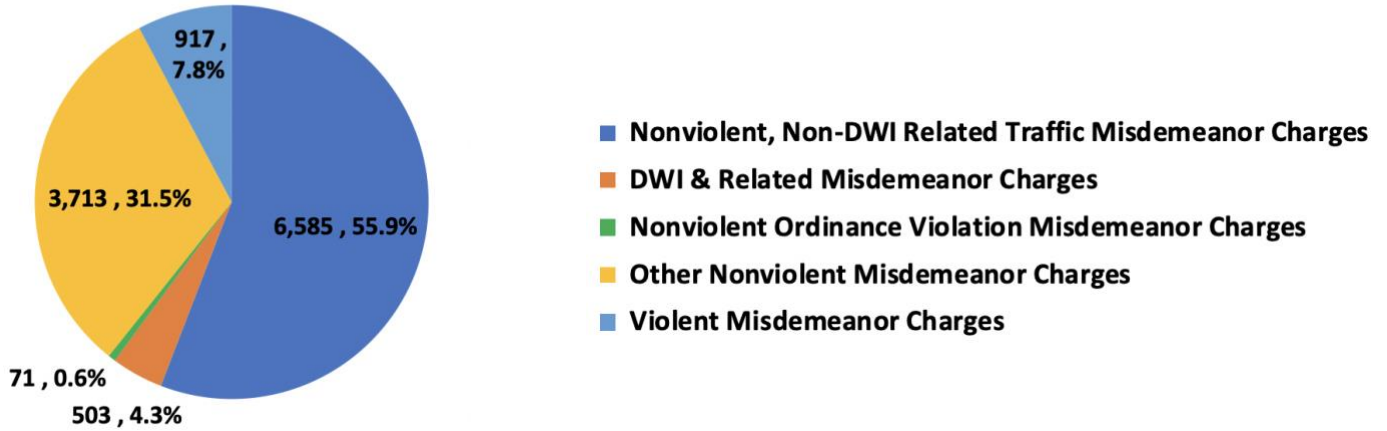 917 ,
7.8%
3,713 , 31.5%
6,585 , 55.9%
71 , 0.6%
503 , 4.3%
Nonviolent, Non-DWI Related Traffic Misdemeanor Charges
DWI & Related Misdemeanor Charges
Nonviolent Ordinance Violation Misdemeanor Charges
Other Nonviolent Misdemeanor Charges
Violent Misdemeanor Charges